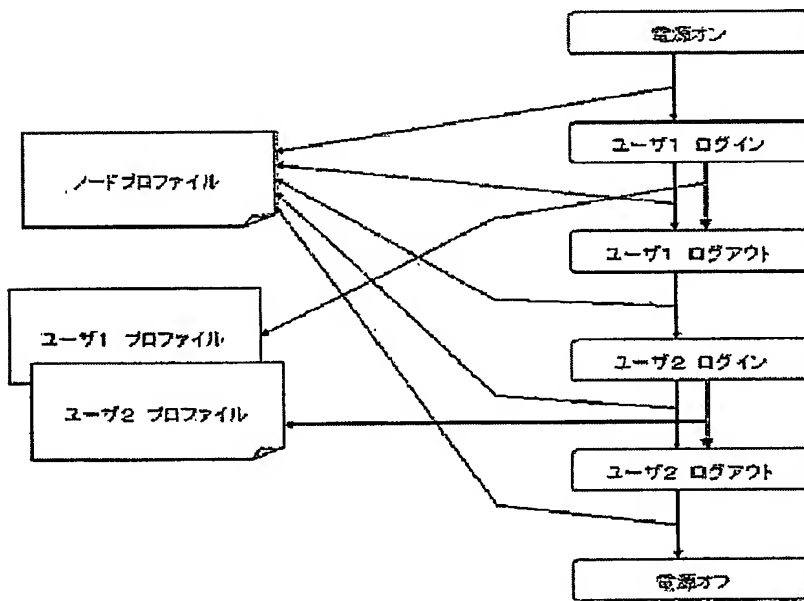 電源オン
ユーザ1 ログイン
ノードプロファイル
ユーザ1 ログアウト
ユーザ1 プロファイル
ユーザ2 ログイン
ユーザ2 プロファイル
ユーザ2 ログアウト
電源オフ